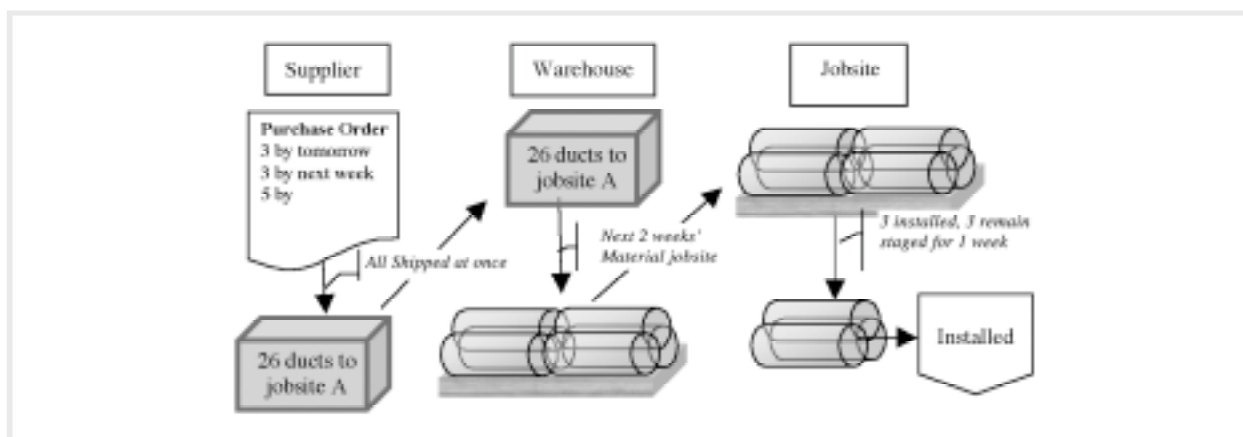 Supplier
Warehouse
Jobsite
Purchase Order
3 by tomorrow
3 by next week
5 by
26 ducts to
jobsite A
All Shipped at once
26 ducts to
jobsite A
Next 2 weeks'
Material jobsite
3 installed, 3 remain
staged for 1 week
Installed